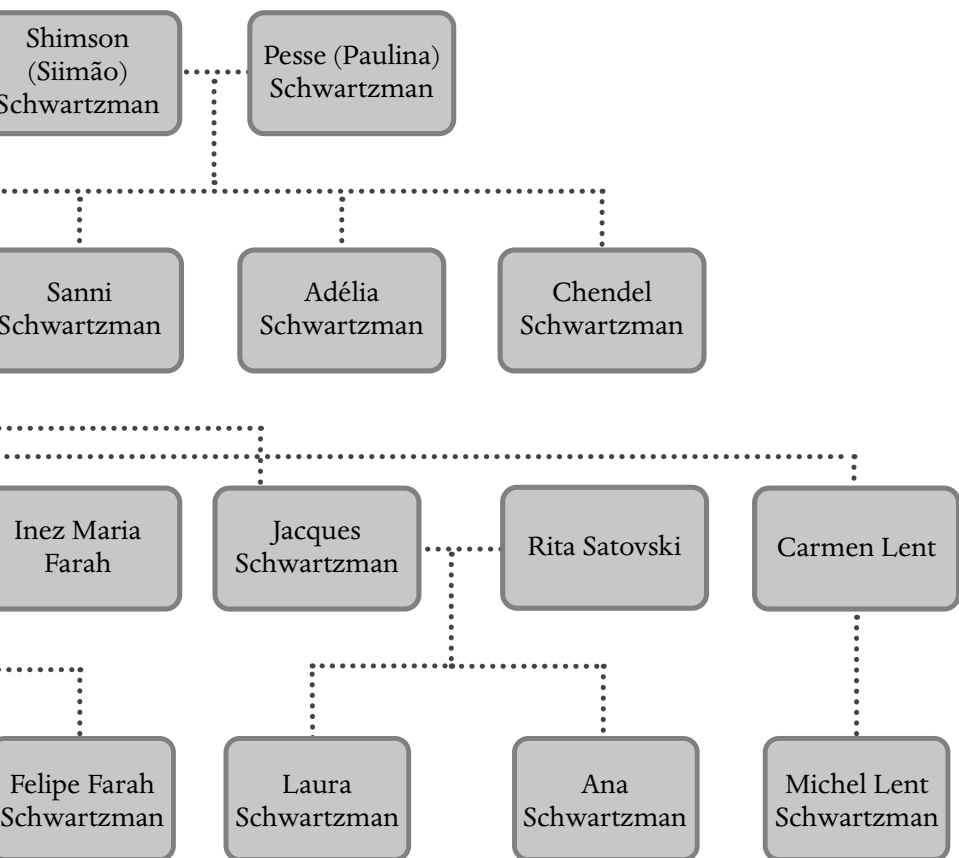 Shimson
(Siimão)
Schwartzman
Pesse (Paulina)
Schwartzman
Sanni
Schwartzman
Adélia
Schwartzman
Chendel
Schwartzman
Inez Maria
Farah
Jacques
Schwartzman
Rita Satovski
Carmen Lent
Felipe Farah
Schwartzman
Laura
Schwartzman
Ana
Schwartzman
Michel Lent
Schwartzman